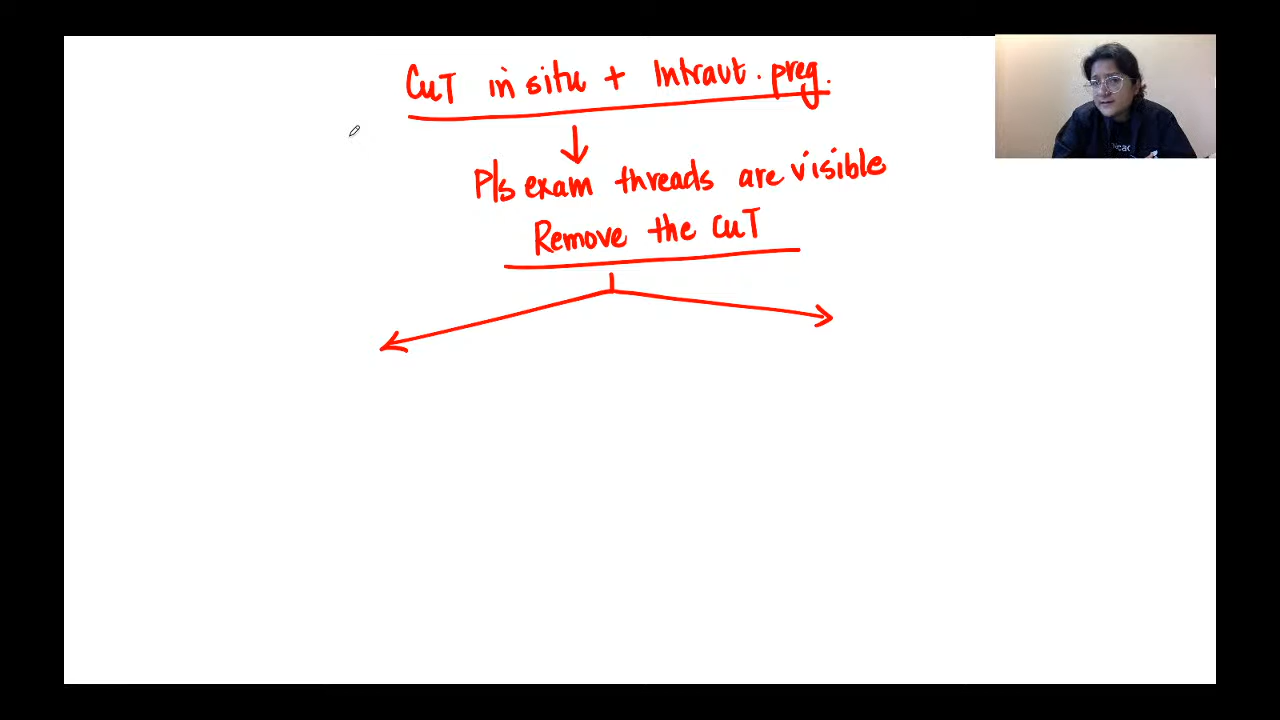 CuT in situ + Intraut. preg.
P/s exam threads are visible
Remove the CuT